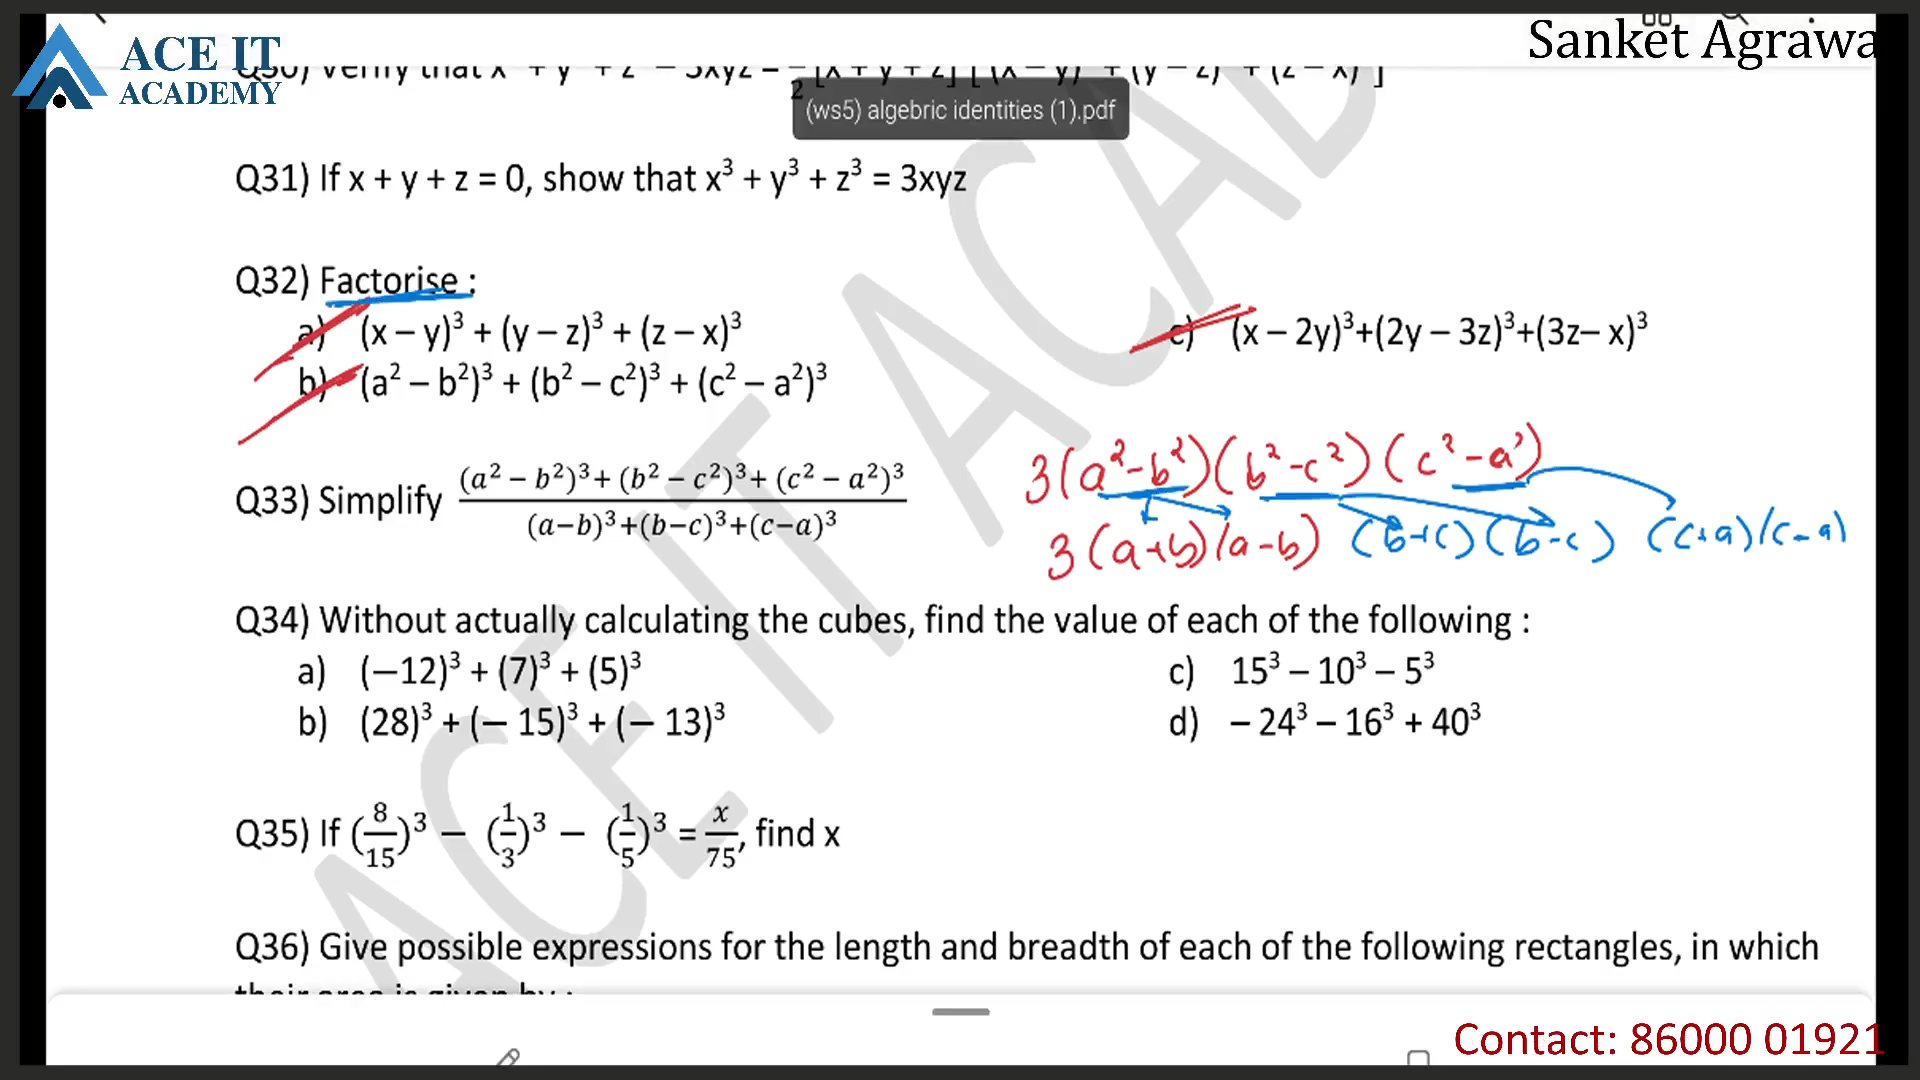 ACE IT
ACADEMY
Sanket Agrawa
(ws5) algebric identities (1).pdf
Q31) If x + y + z = 0, show that x³ + y³ + z³ = 3xyz
Q32) Factorise :
a) (x – y)³ + (y – z)³ + (z – x)³
c) (x – 2y)³+(2y – 3z)³+(3z– x)³
b) (a² – b²)³ + (b² – c²)³ + (c² – a²)³
3(a²-b²)(b²-c²)(c²-a²)
Q33) Simplify (a² – b²)³+ (b² – c²)³+ (c² – a²)³ / (a–b)³+(b–c)³+(c–a)³
3(a+b)(a-b) (b+c)(b-c) (c+a)(c-a)
Q34) Without actually calculating the cubes, find the value of each of the following :
a) (–12)³ + (7)³ + (5)³
c) 15³ – 10³ – 5³
b) (28)³ + (– 15)³ + (– 13)³
d) – 24³ – 16³ + 40³
Q35) If (8/15)³ – (1/3)³ – (1/5)³ = x/75, find x
Q36) Give possible expressions for the length and breadth of each of the following rectangles, in which
Contact: 86000 01921
ACE IT ACAD